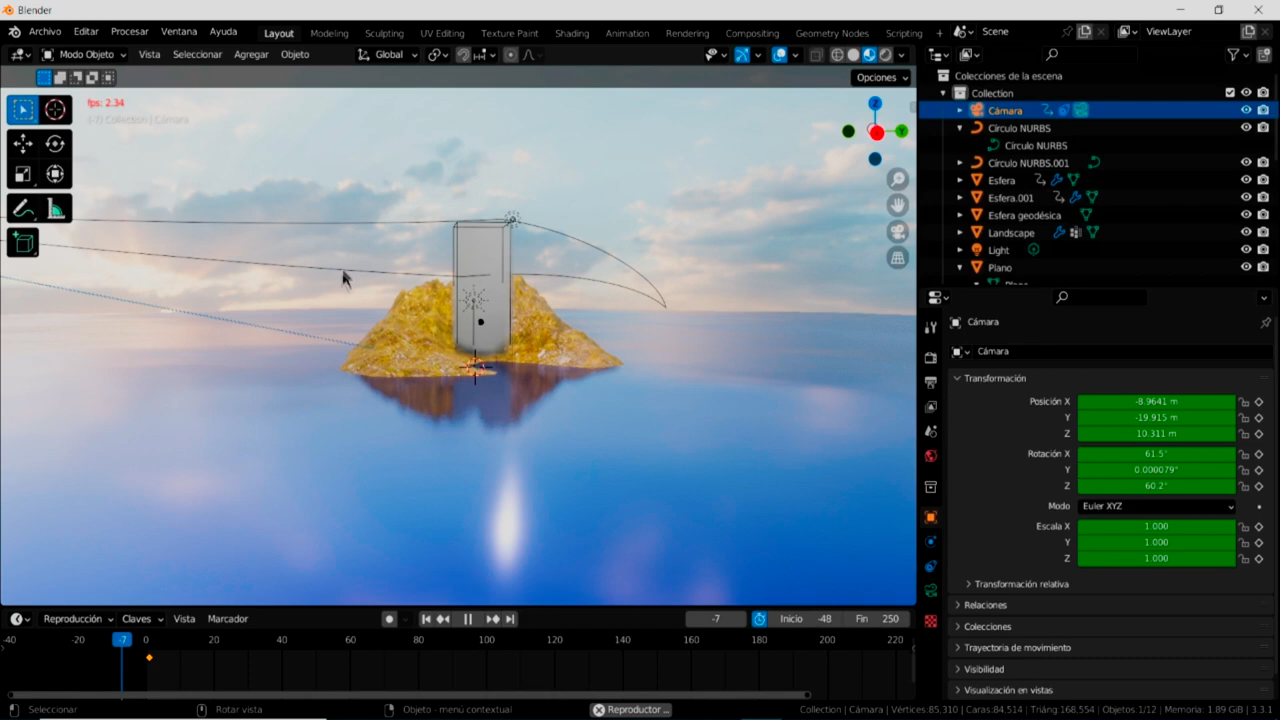 Blender
Archivo Editar Procesar Ventana Ayuda Layout Modeling Sculpting UV Editing Texture Paint Shading Animation Rendering Compositing Geometry Nodes Scripting + Scene ViewLayer
Modo Objeto Vista Seleccionar Agregar Objeto Global
Opciones
fps: 2.34
(-7) Collection | Cámara
Z
Y
Colecciones de la escena
Collection
Cámara
Círculo NURBS
Círculo NURBS
Círculo NURBS.001
Esfera
Esfera.001
Esfera geodésica
Landscape
Light
Plano
Plano
Cámara
Cámara
Transformación
Posición X -8.9641 m
Y -19.915 m
Z 10.311 m
Rotación X 61.5°
Y 0.000079°
Z 60.2°
Modo Euler XYZ
Escala X 1.000
Y 1.000
Z 1.000
Transformación relativa
Relaciones
Colecciones
Trayectoria de movimiento
Visibilidad
Visualización en vistas
Reproducción Claves Vista Marcador -7 Inicio -48 Fin 250
-40 -20 -7 0 20 40 60 80 100 120 140 160 180 200 220
Seleccionar Rotar vista Objeto - menú contextual Reproductor ... Collection | Cámara | Vértices:85,310 | Caras:84,514 | Triáng:168,554 | Objetos:1/12 | Memoria: 1.89 GiB | 3.3.1